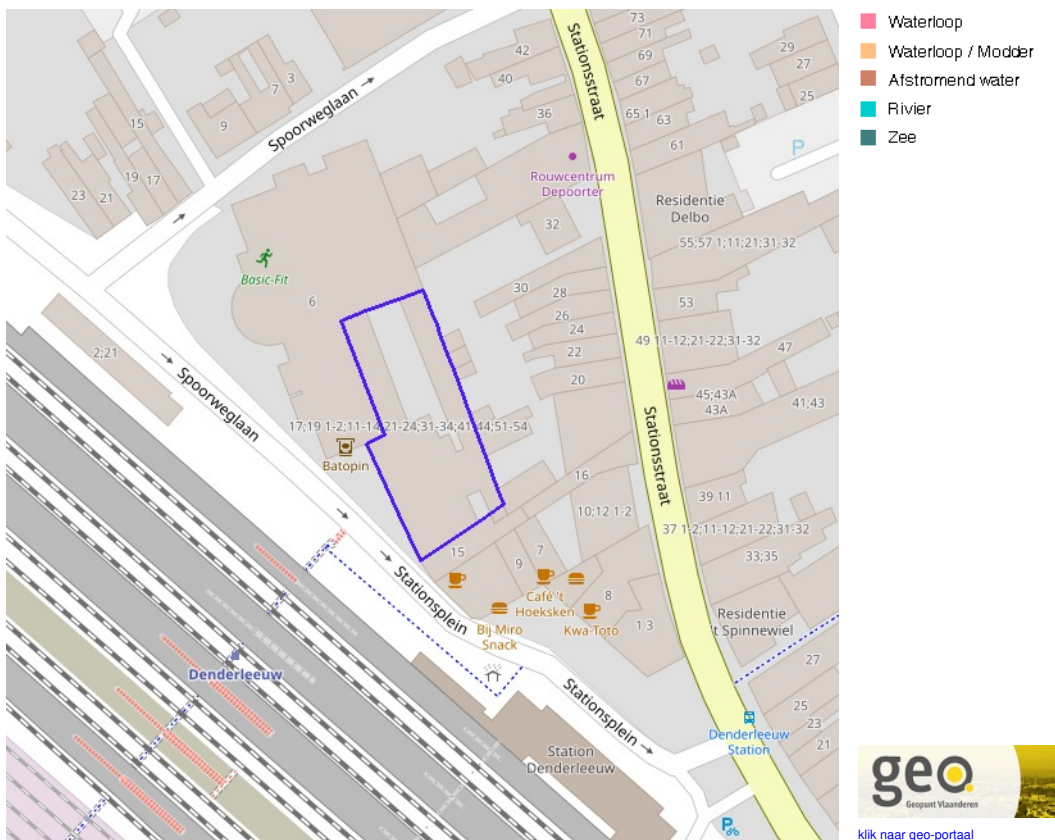 Waterloop
Waterloop / Modder
Afstromend water
Rivier
Zee
Stationsstraat
73
71
69
67
65 1
63
61
42
40
36
29
27
25
P
3
7
9
15
19
17
23
21
Spoorweglaan
Rouwcentrum
Depoorter
32
Residentie
Delbo
55;57 1;11;21;31-32
Basic-Fit
6
30
28
26
24
22
20
53
49 11-12;21-22;31-32
47
45;43A
43A
41;43
2;21
Spoorweglaan
17;19 1-2;11-14;21-24;31-34;41-44;51-54
Batopin
Stationsstraat
16
10;12 1-2
39 11
37 1-2;11-12;21-22;31-32
33;35
15
9
7
8
1 3
Café 't
Hoeksken
Bij-Miro
Snack
Kwa-Toto
Stationsplein
Residentie
't Spinnewiel
27
25
23
21
Denderleeuw
Stationsplein
Denderleeuw
Station
Station
Denderleeuw
P
geo
Geopunt Vlaanderen
klik naar geo-portaal